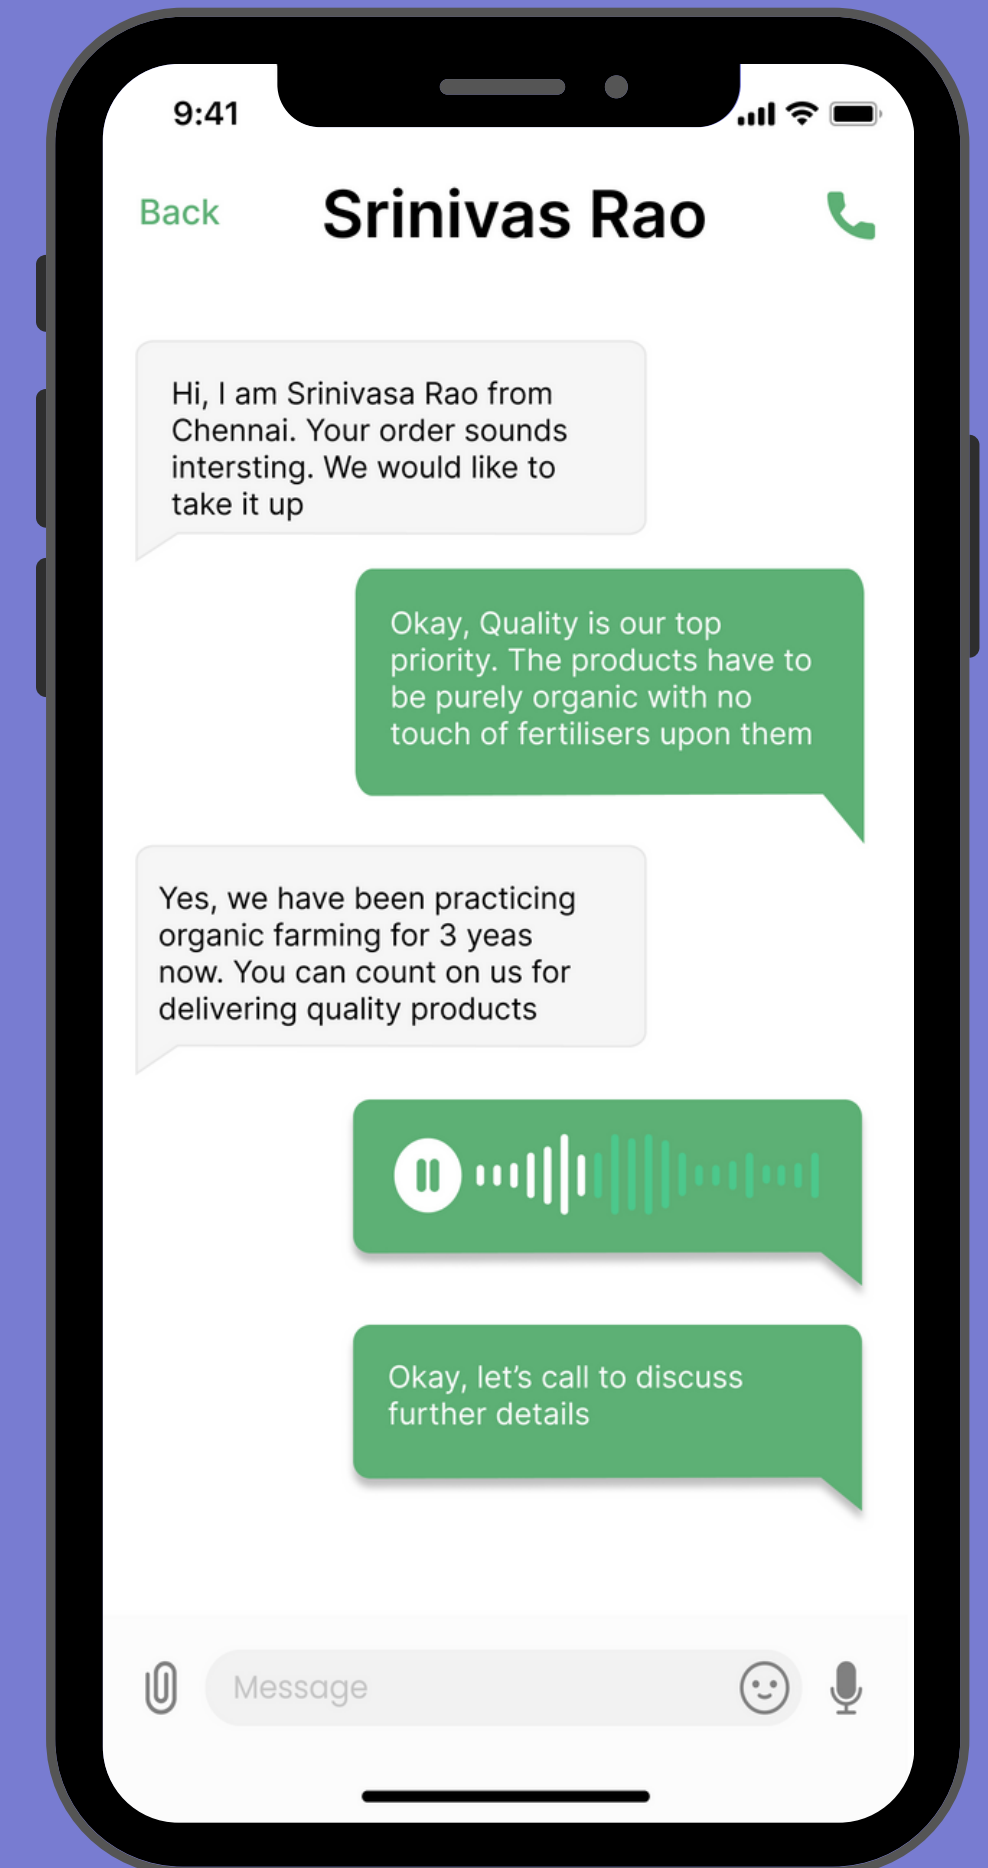 9:41
Back
Srinivas Rao
Hi, I am Srinivasa Rao from
Chennai. Your order sounds
intersting. We would like to
take it up
Okay, Quality is our top
priority. The products have to
be purely organic with no
touch of fertilisers upon them
Yes, we have been practicing
organic farming for 3 yeas
now. You can count on us for
delivering quality products
Okay, let's call to discuss
further details
Message